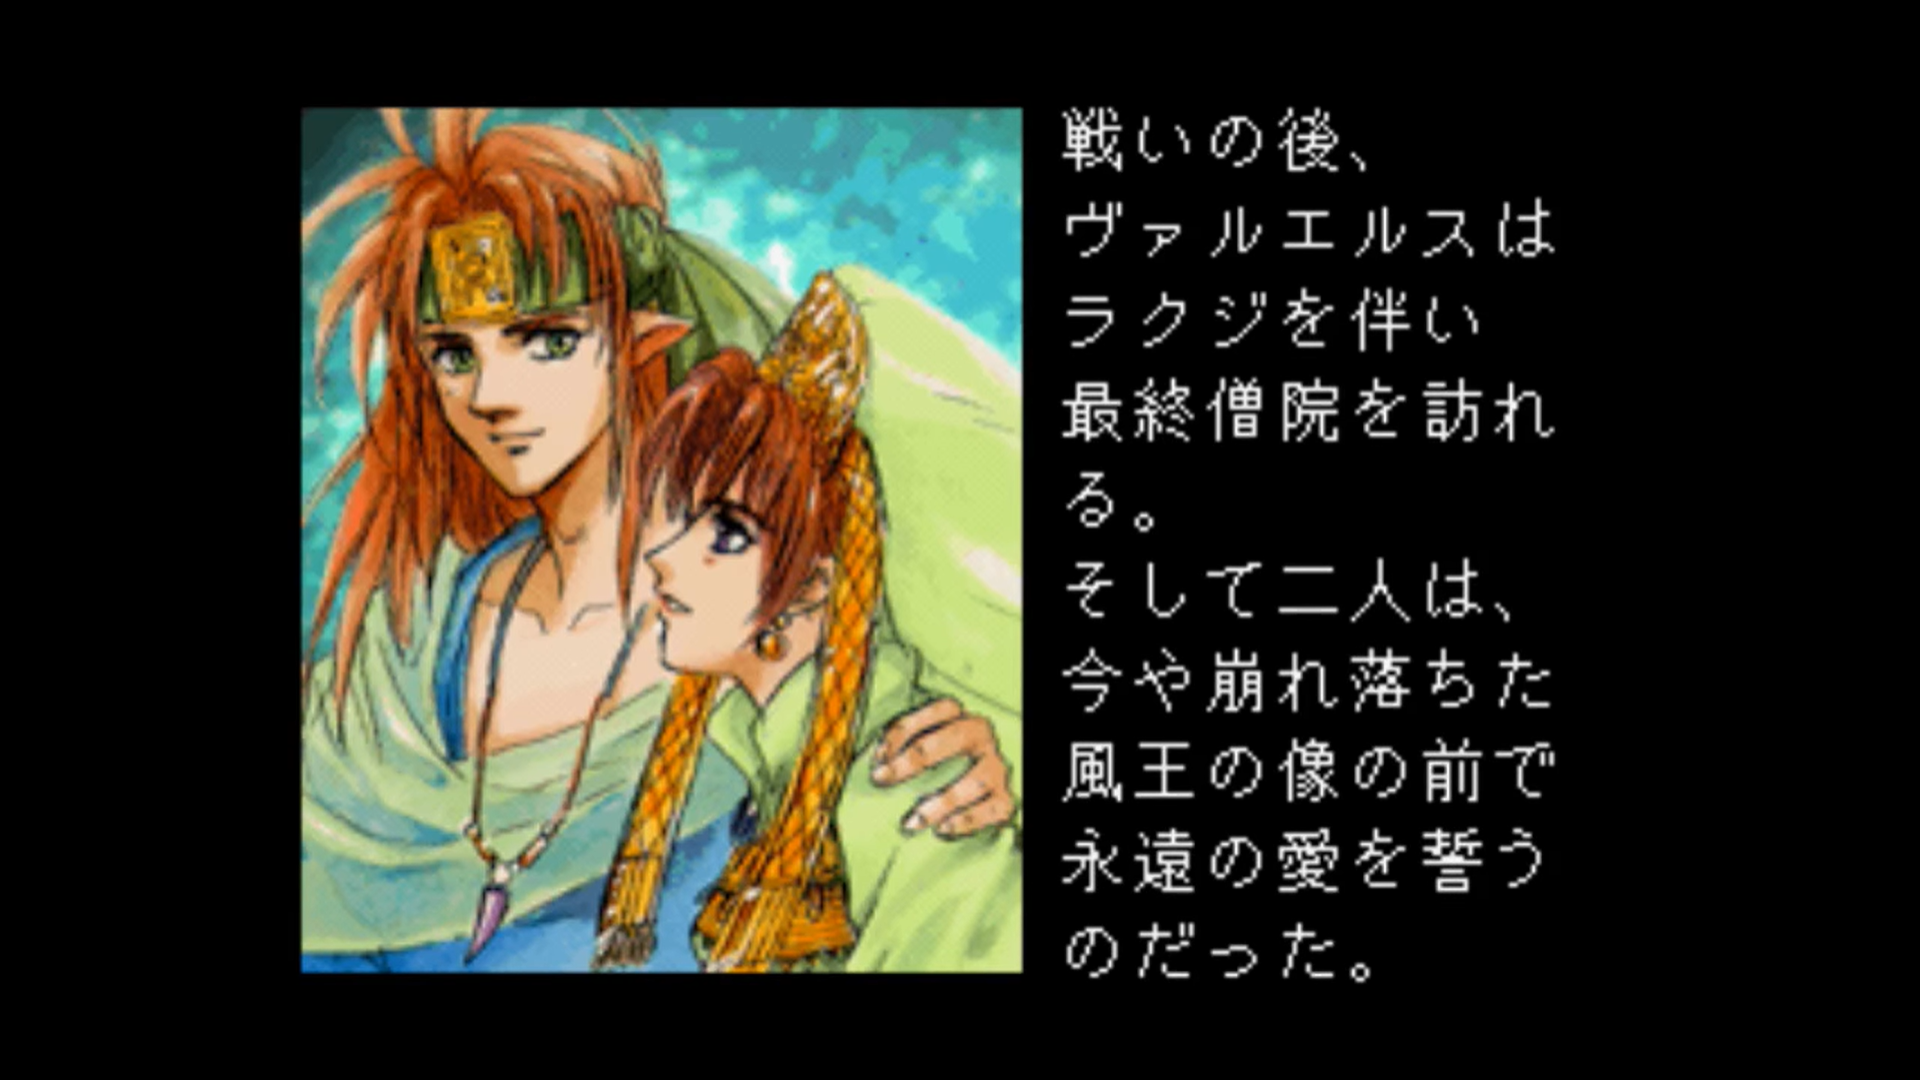 戦いの後、
ヴァルエルスは
ラクジを伴い
最終僧院を訪れ
る。
そして二人は、
今や崩れ落ちた
風王の像の前で
永遠の愛を誓う
のだった。